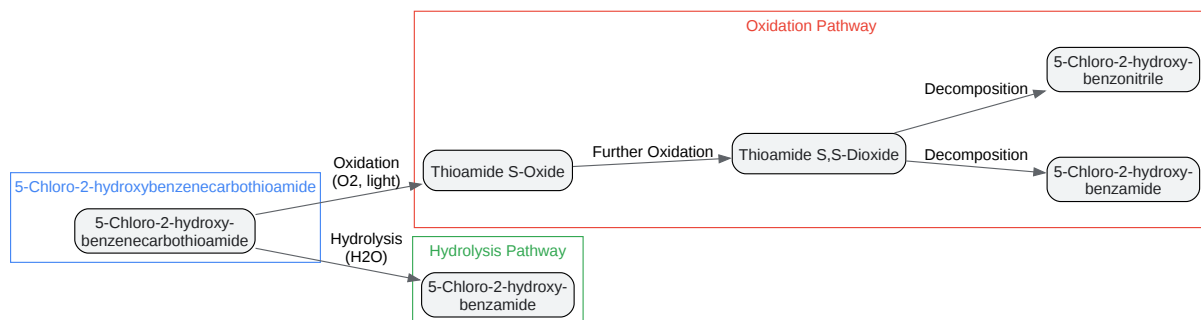 Oxidation Pathway
5-Chloro-2-hydroxy-
benzonitrile
Decomposition
Thioamide S,S-Dioxide
Further Oxidation
Thioamide S-Oxide
Decomposition
5-Chloro-2-hydroxy-
benzamide
Oxidation
(O2, light)
5-Chloro-2-hydroxybenzenecarbothioamide
5-Chloro-2-hydroxy-
benzenecarbothioamide
Hydrolysis
(H2O)
Hydrolysis Pathway
5-Chloro-2-hydroxy-
benzamide